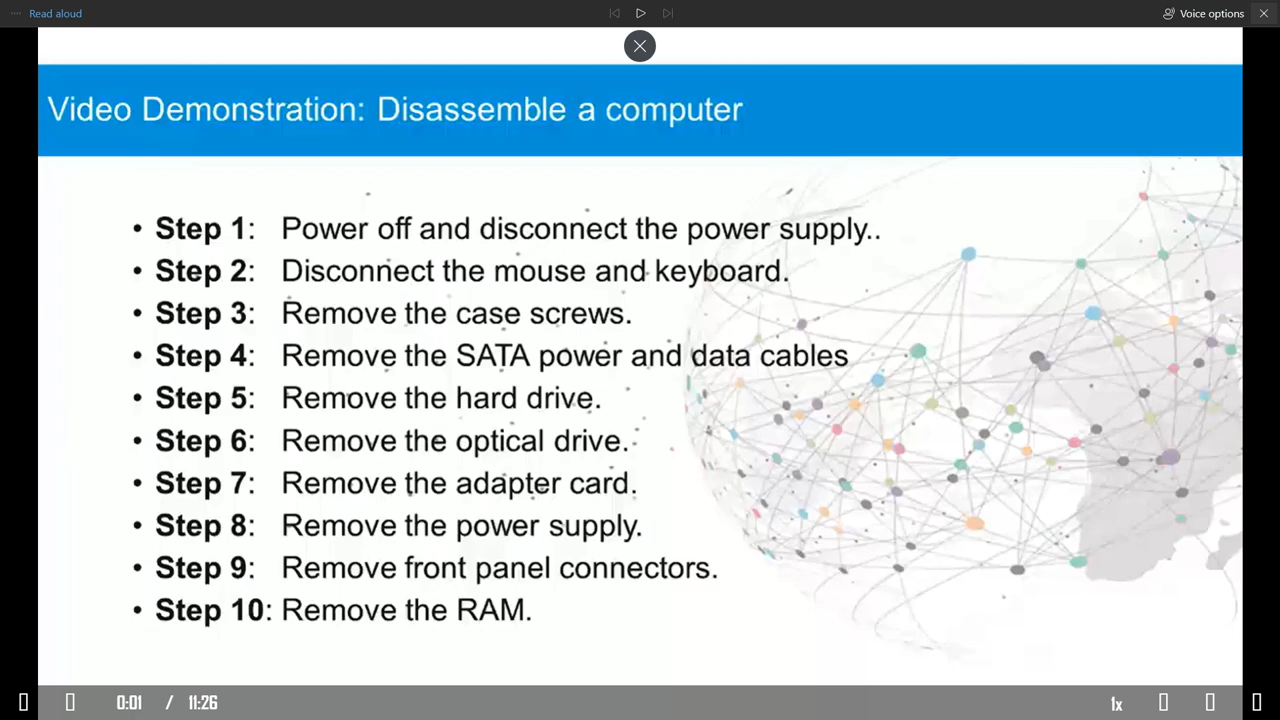 Read aloud
Voice options
Video Demonstration: Disassemble a computer
• Step 1: Power off and disconnect the power supply..
• Step 2: Disconnect the mouse and keyboard.
• Step 3: Remove the case screws.
• Step 4: Remove the SATA power and data cables
• Step 5: Remove the hard drive.
• Step 6: Remove the optical drive.
• Step 7: Remove the adapter card.
• Step 8: Remove the power supply.
• Step 9: Remove front panel connectors.
• Step 10: Remove the RAM.
0:01 / 11:26
1x